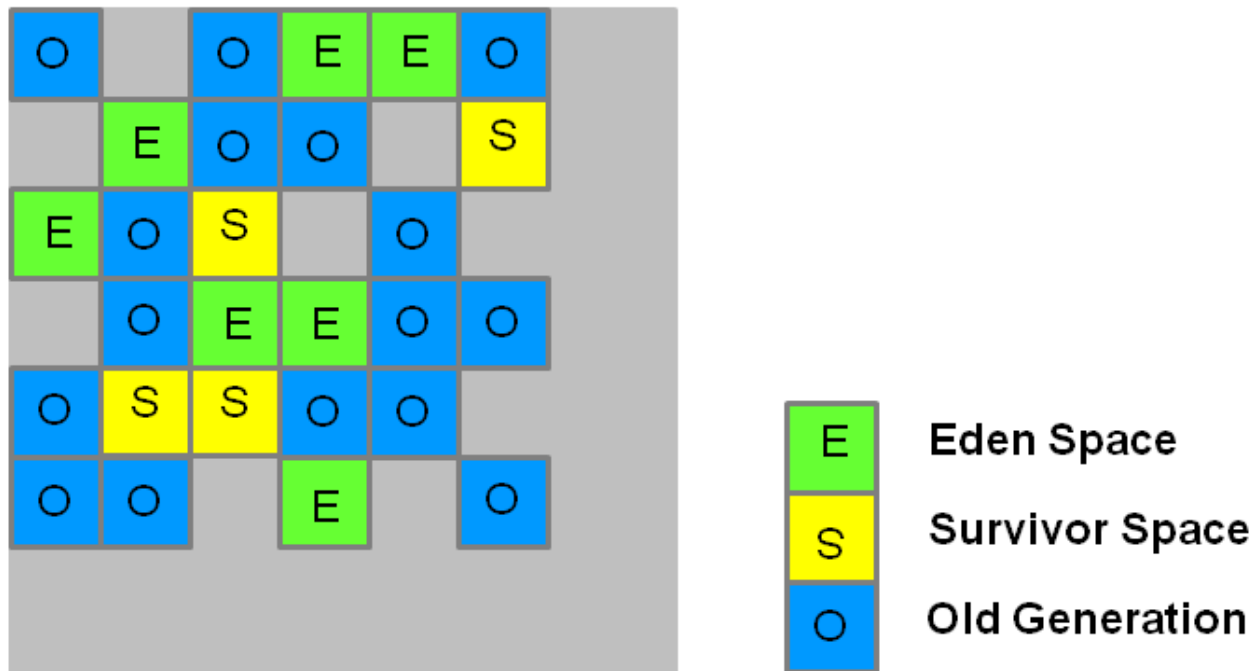 O O E E O
E O O S
E O S O
O E E O O
O S S O O
O O E O
E Eden Space
S Survivor Space
O Old Generation